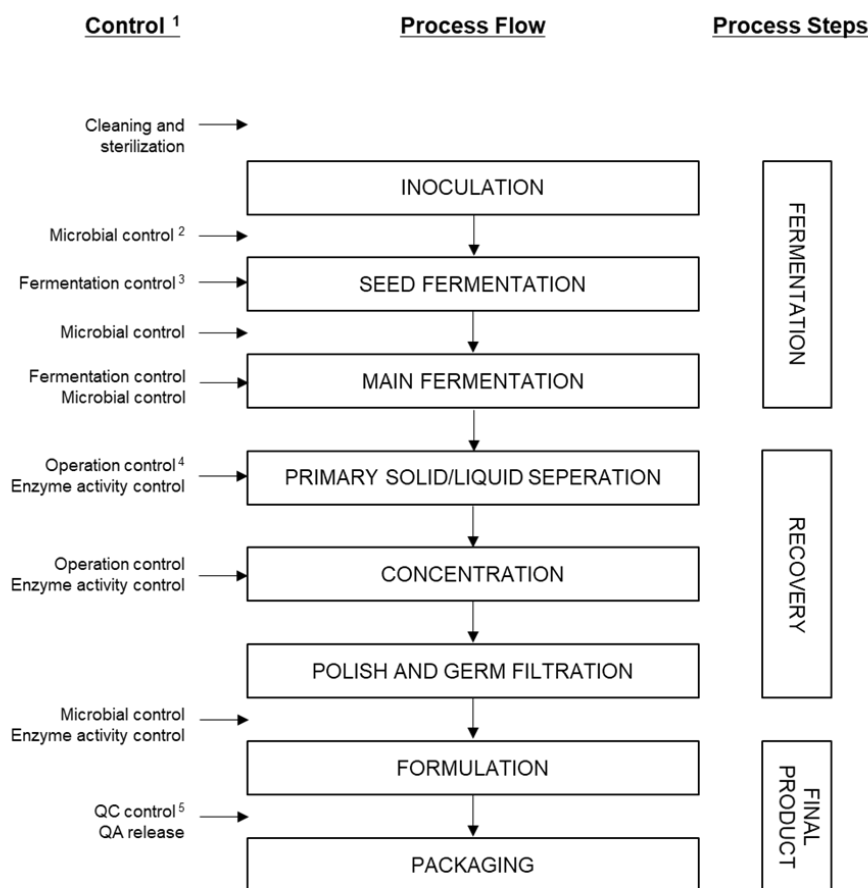 Control 1
Process Flow
Process Steps
Cleaning and
sterilization
INOCULATION
Microbial control 2
Fermentation control 3
SEED FERMENTATION
Microbial control
Fermentation control
Microbial control
MAIN FERMENTATION
FERMENTATION
Operation control 4
Enzyme activity control
PRIMARY SOLID/LIQUID SEPERATION
Operation control
Enzyme activity control
CONCENTRATION
POLISH AND GERM FILTRATION
RECOVERY
Microbial control
Enzyme activity control
FORMULATION
QC control 5
QA release
PACKAGING
FINAL
PRODUCT